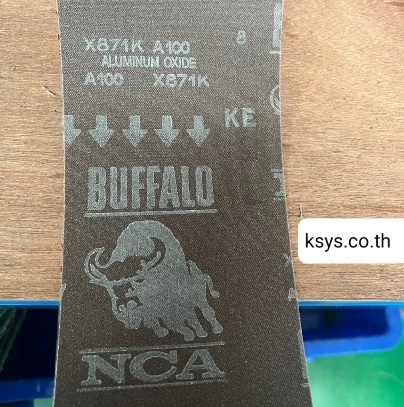 X871K A100
8
ALUMINUM OXIDE
A100 X871K
KE
BUFFALO
ksys.co.th
NCA